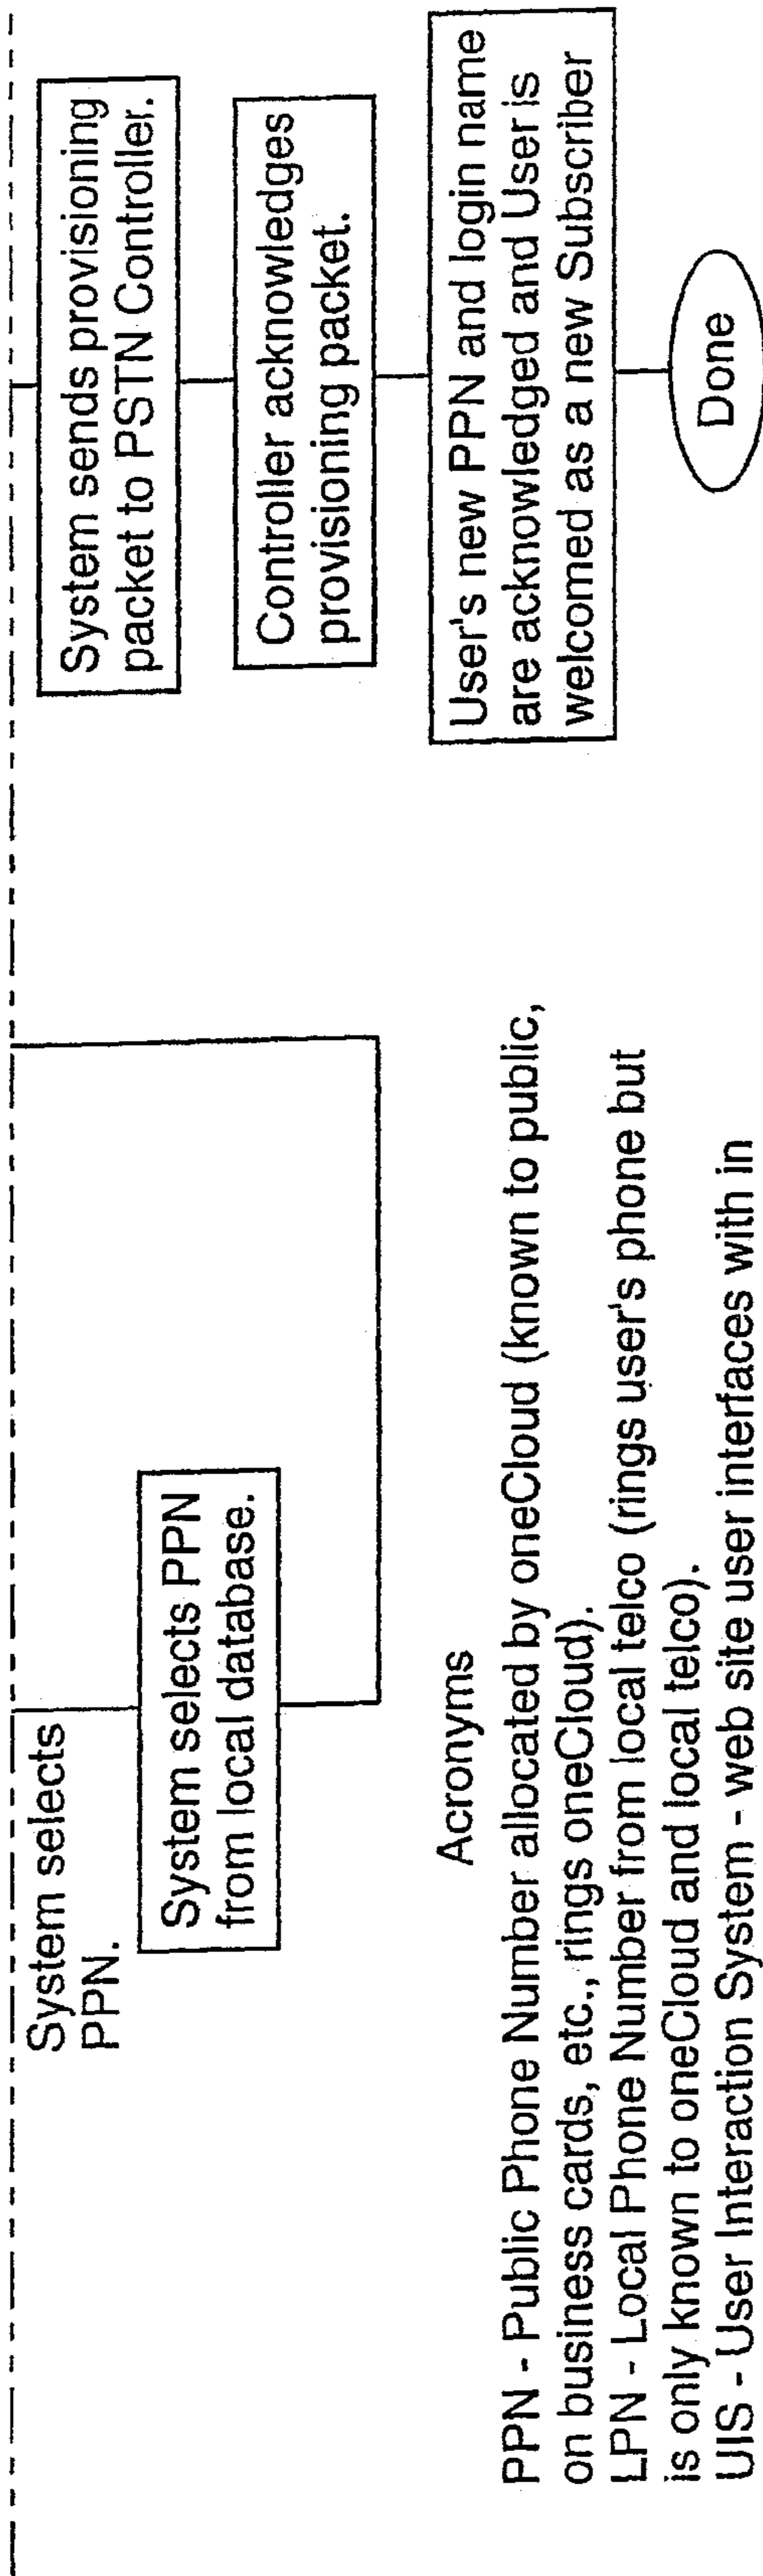 System selects
PPN.
System selects PPN
from local database.
System sends provisioning
packet to PSTN Controller.
Controller acknowledges
provisioning packet.
User's new PPN and login name
are acknowledged and User is
welcomed as a new Subscriber
Done
Acronyms
PPN - Public Phone Number allocated by oneCloud (known to public,
on business cards, etc., rings oneCloud).
LPN - Local Phone Number from local telco (rings user's phone but
is only known to oneCloud and local telco).
UIS - User Interaction System - web site user interfaces with in